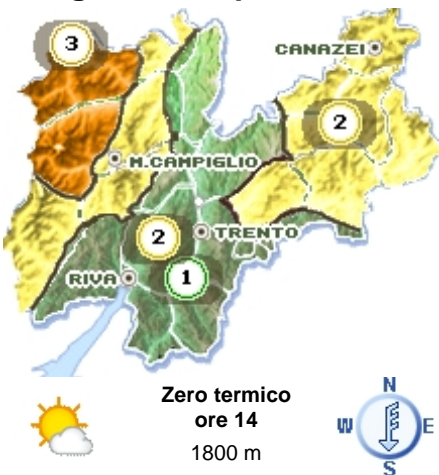 3
CANAZEI
2
M.CAMPIGLIO
2
TRENTO
RIVA
1
Zero termico
ore 14
1800 m
N
W
E
S